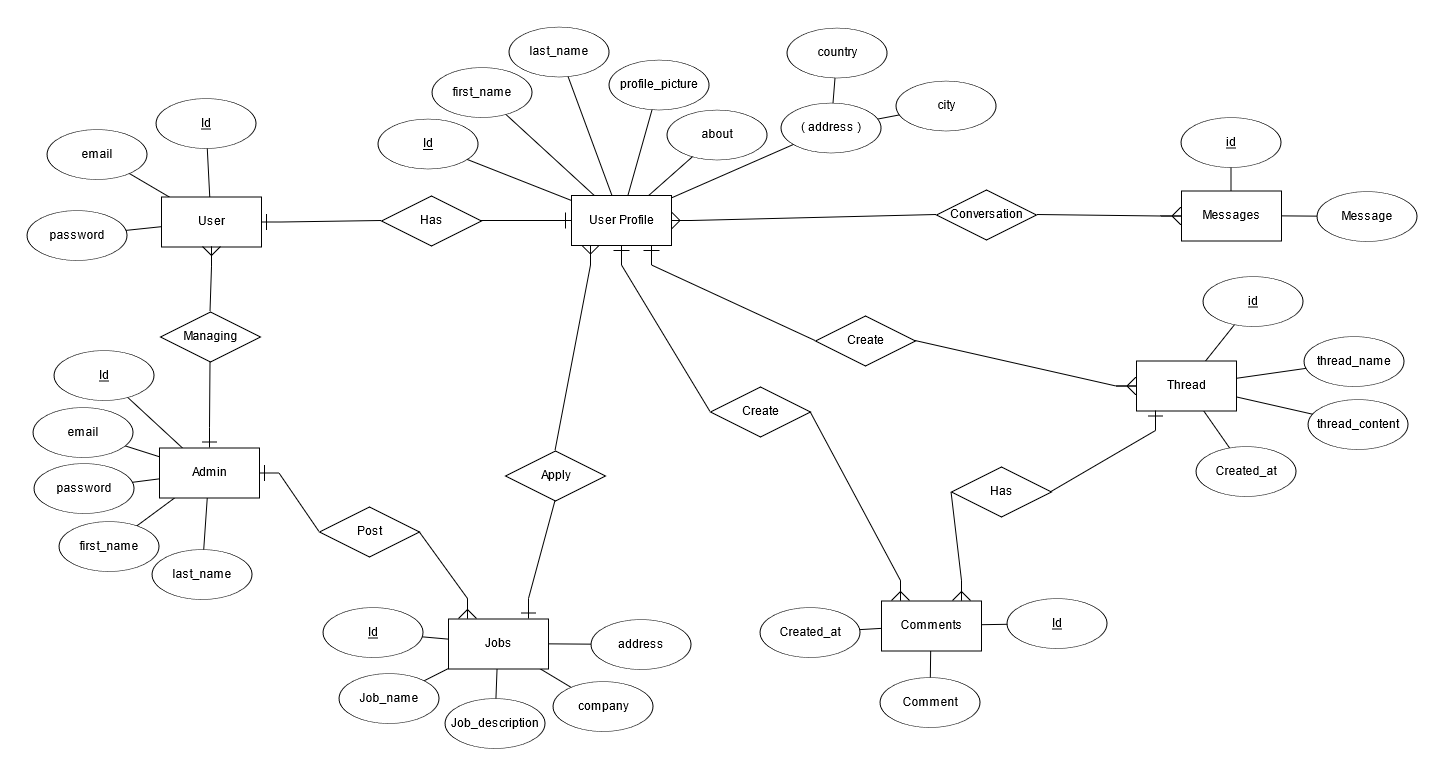 last_name
country
first_name
profile_picture
city
Id
( address )
about
Id
id
email
User
Has
User Profile
Conversation
Messages
Message
password
id
Managing
Create
thread_name
Id
Thread
Create
thread_content
email
Admin
Apply
Created_at
password
Has
Post
first_name
last_name
Id
Jobs
address
Created_at
Comments
Id
Job_name
company
Job_description
Comment